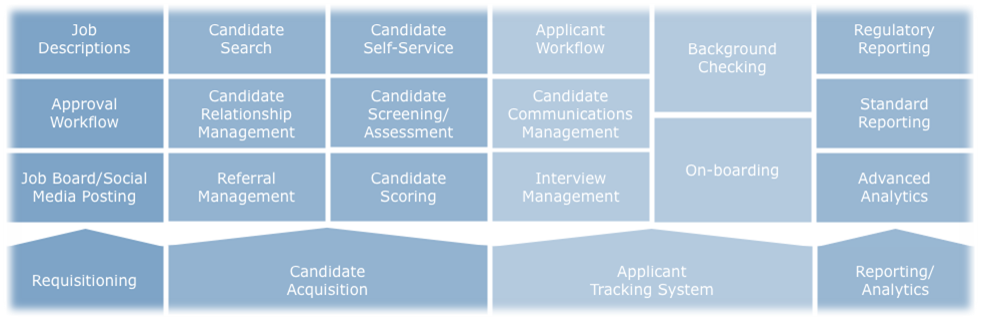 Job
Descriptions
Candidate
Search
Candidate
Self-Service
Applicant
Workflow
Background
Checking
Regulatory
Reporting
Approval
Workflow
Candidate
Relationship
Management
Candidate
Screening/
Assessment
Candidate
Communications
Management
Standard
Reporting
Job Board/Social
Media Posting
Referral
Management
Candidate
Scoring
Interview
Management
On-boarding
Advanced
Analytics
Requisitioning
Candidate
Acquisition
Applicant
Tracking System
Reporting/
Analytics